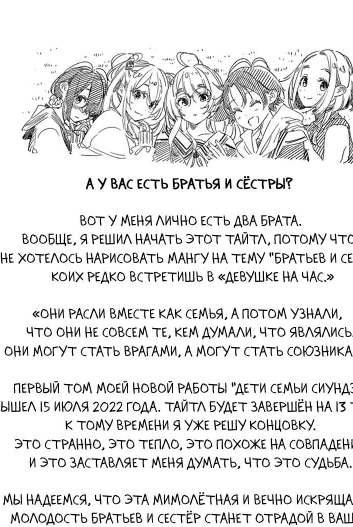 А У ВАС ЕСТЬ БРАТЬЯ И СЁСТРЫ?
ВОТ У МЕНЯ ЛИЧНО ЕСТЬ ДВА БРАТА.
ВООБЩЕ, Я РЕШИЛ НАЧАТЬ ЭТОТ ТАЙТЛ, ПОТОМУ ЧТО
НЕ ХОТЕЛОСЬ НАРИСОВАТЬ МАНГУ НА ТЕМУ "БРАТЬЕВ И СЕ
КОИХ РЕДКО ВСТРЕТИШЬ В «ДЕВУШКЕ НА ЧАС.»
«ОНИ РАСЛИ ВМЕСТЕ КАК СЕМЬЯ, А ПОТОМ УЗНАЛИ,
ЧТО ОНИ НЕ СОВСЕМ ТЕ, КЕМ ДУМАЛИ, ЧТО ЯВЛЯЛИСЬ.
ОНИ МОГУТ СТАТЬ ВРАГАМИ, А МОГУТ СТАТЬ СОЮЗНИКА
ПЕРВЫЙ ТОМ МОЕЙ НОВОЙ РАБОТЫ "ДЕТИ СЕМЬИ СИУНДЗ
ЫШЕЛ 15 ИЮЛЯ 2022 ГОДА. ТАЙТЛ БУДЕТ ЗАВЕРШЁН НА 13 Т
К ТОМУ ВРЕМЕНИ Я УЖЕ РЕШУ КОНЦОВКУ.
ЭТО СТРАННО, ЭТО ТЕПЛО, ЭТО ПОХОЖЕ НА СОВПАДЕНИ
И ЭТО ЗАСТАВЛЯЕТ МЕНЯ ДУМАТЬ, ЧТО ЭТО СУДЬБА.
МЫ НАДЕЕМСЯ, ЧТО ЭТА МИМОЛЁТНАЯ И ВЕЧНО ИСКРЯЩА
МОЛОДОСТЬ БРАТЬЕВ И СЕСТЁР СТАНЕТ ОТРАДОЙ В ВАШ